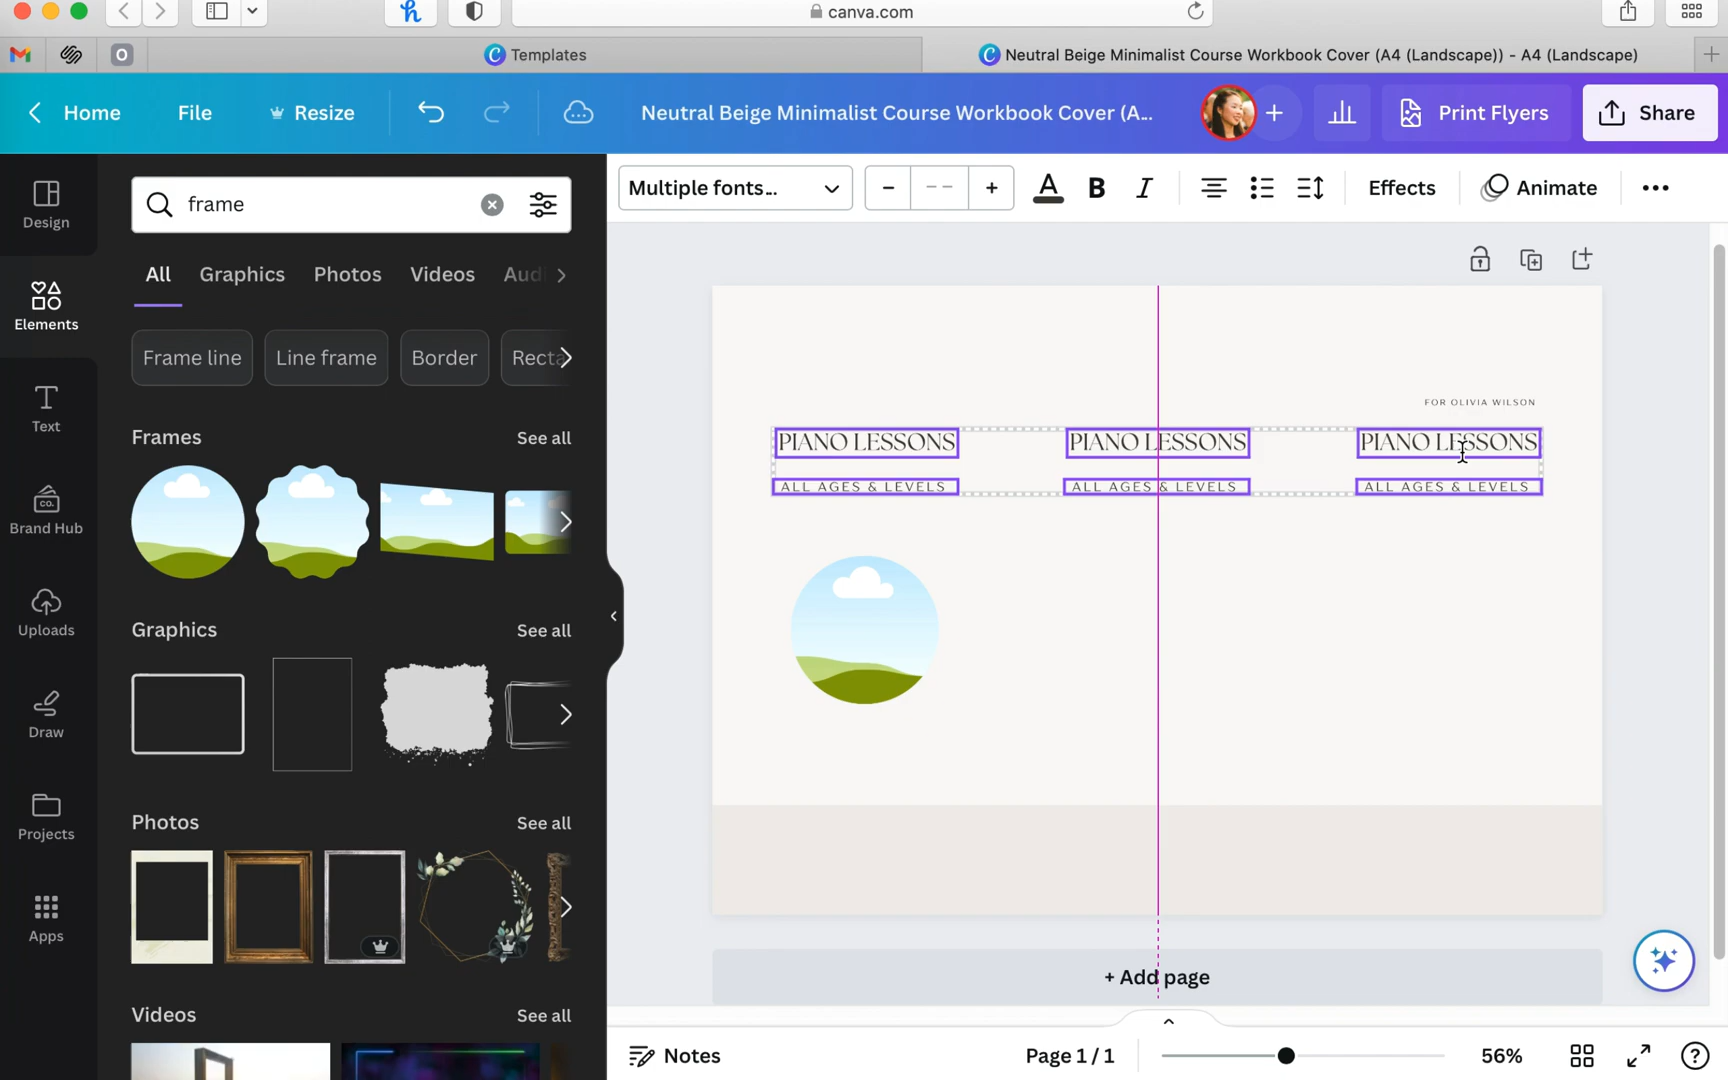 canva.com
O
Templates
Neutral Beige Minimalist Course Workbook Cover (A4 (Landscape)) - A4 (Landscape)
Home
File
Resize
Neutral Beige Minimalist Course Workbook Cover (A...
Print Flyers
Share
Design
Elements
Text
CO.
Brand Hub
Uploads
Draw
Projects
Apps
frame
All Graphics Photos Videos Aud
Frame line Line frame Border Recta
Frames See all
Graphics See all
Photos See all
Videos See all
Multiple fonts...
- -- +
A B I
Effects
Animate
FOR OLIVIA WILSON
PIANO LESSONS PIANO LESSONS PIANO LESSONS
ALL AGES & LEVELS ALL AGES & LEVELS ALL AGES & LEVELS
+ Add page
Notes
Page 1 / 1
56%
?